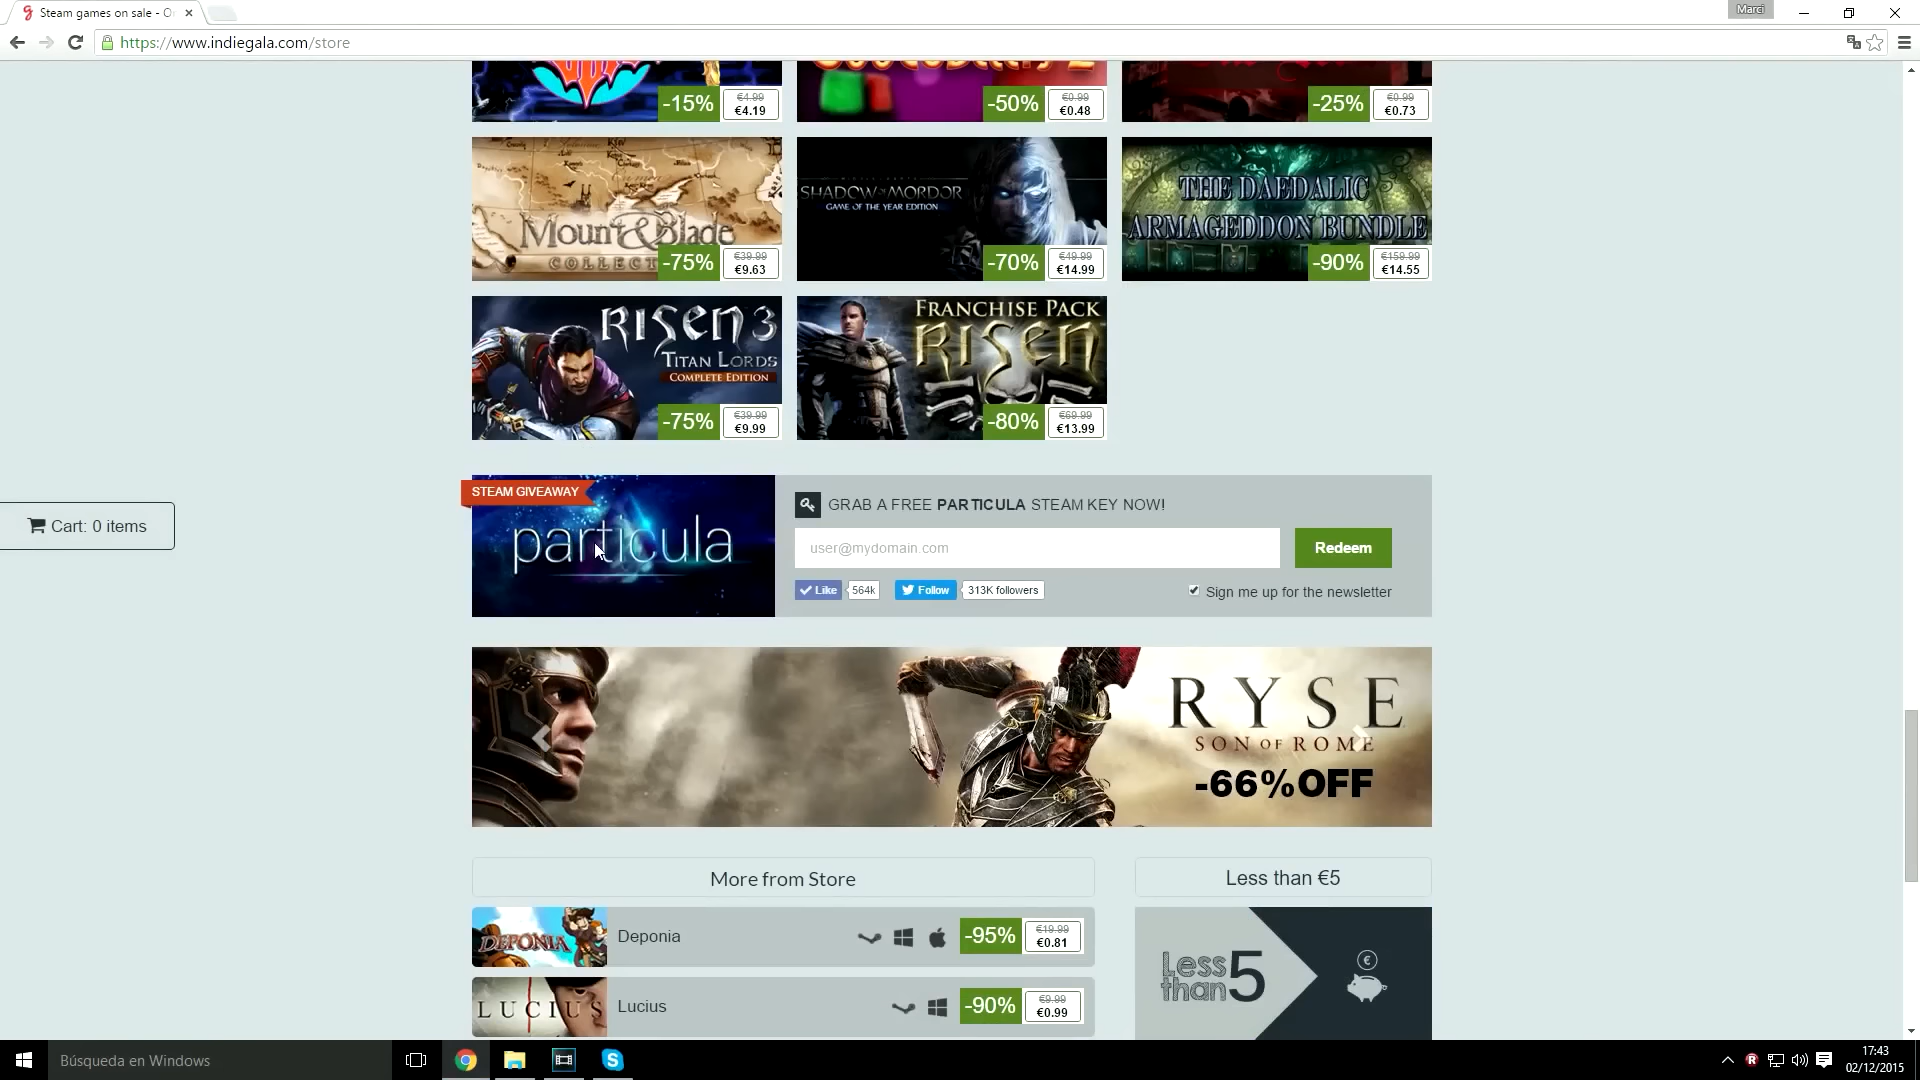 Steam games on sale - O
Marci
https://www.indiegala.com/store
-15% €4.99 €4.19
-50% €0.99 €0.48
-25% €0.99 €0.73
Mount & Blade
COLLECT
-75% €39.99 €9.63
SHADOW OF MORDOR
GAME OF THE YEAR EDITION
-70% €49.99 €14.99
THE DAEDALIC
ARMAGEDDON BUNDLE
-90% €159.99 €14.55
RISEN 3
TITAN LORDS
COMPLETE EDITION
-75% €39.99 €9.99
FRANCHISE PACK
RISEN
-80% €69.99 €13.99
Cart: 0 items
STEAM GIVEAWAY
particula
GRAB A FREE PARTICULA STEAM KEY NOW!
user@mydomain.com
Redeem
Like 564k Follow 313K followers
Sign me up for the newsletter
RYSE
SON OF ROME
-66%OFF
More from Store
Less than €5
DEPONIA
Deponia
-95% €19.99 €0.81
Less than 5
€
LUCIUS
Lucius
-90% €9.99 €0.99
Búsqueda en Windows
17:43
02/12/2015